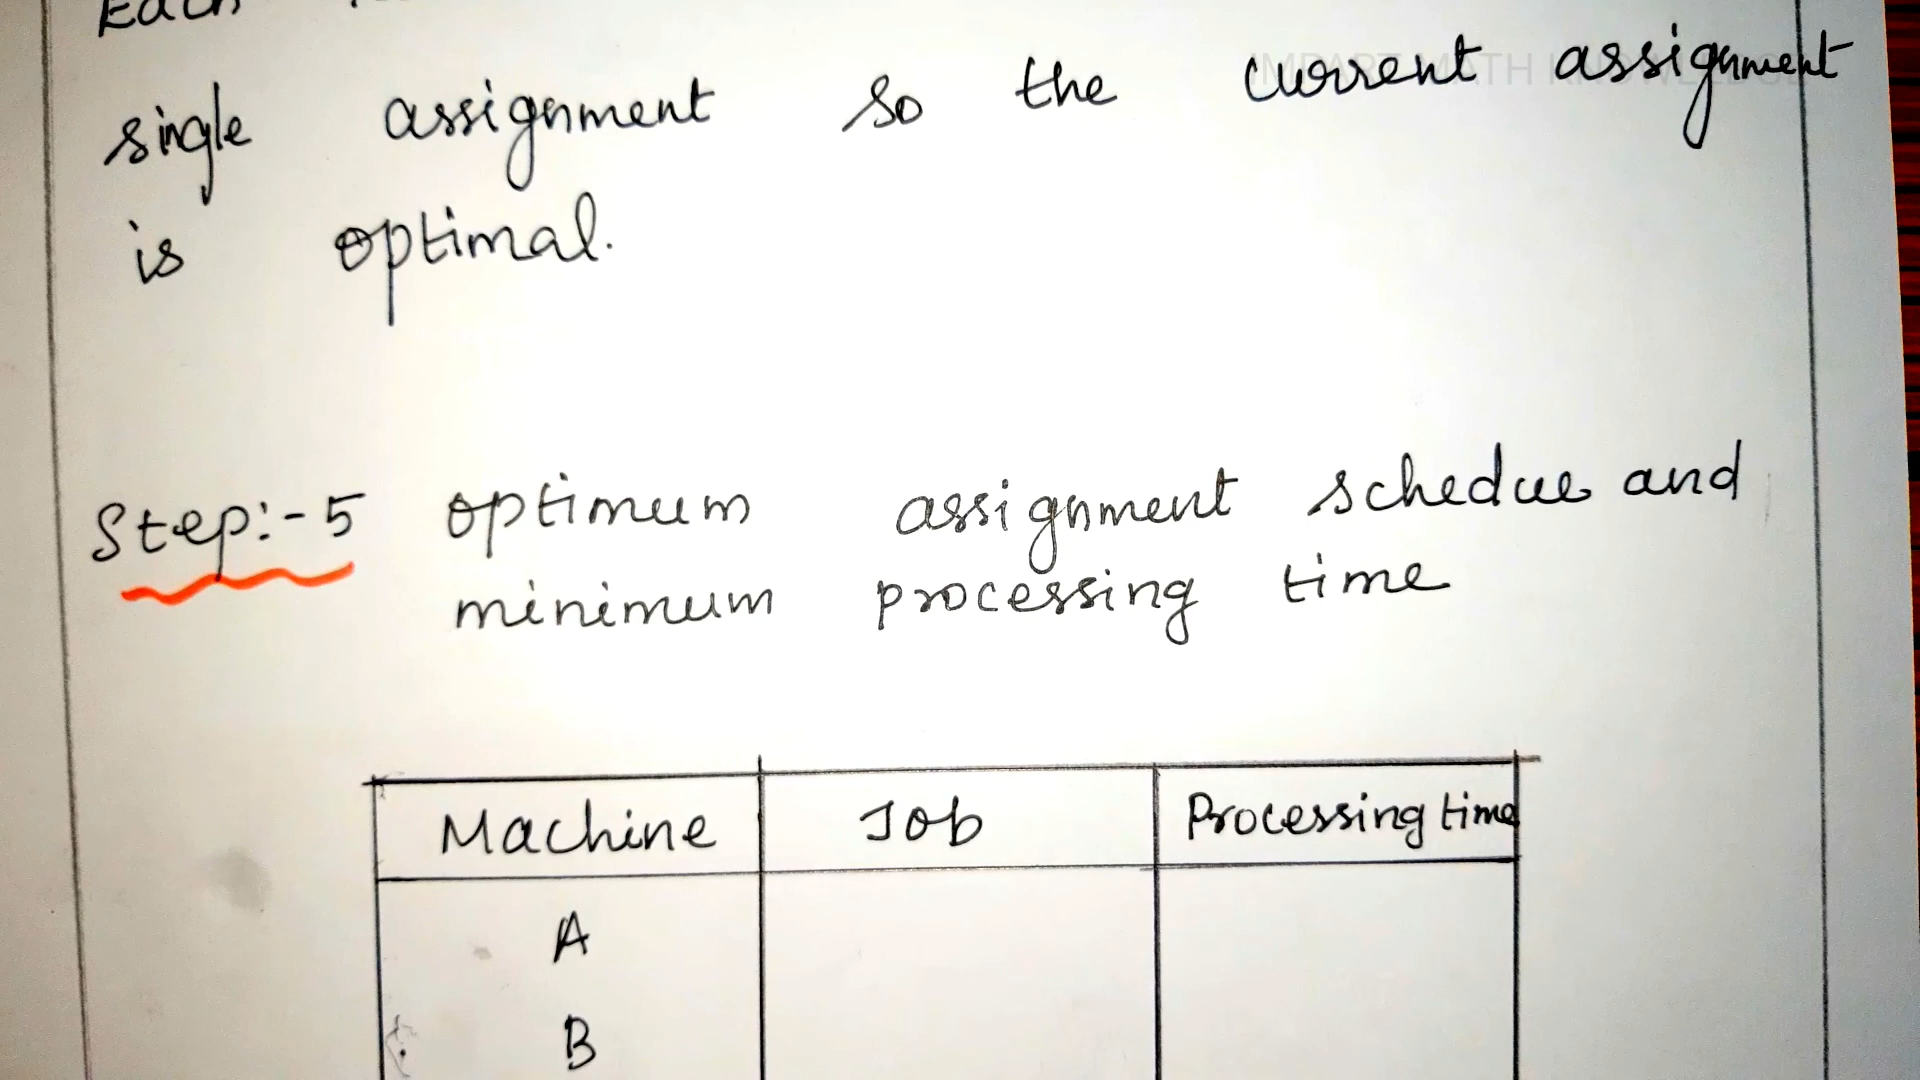 Each
single assignment so the current assignment
is optimal.
Step:-5 optimum assignment schedue and
minimum processing time
Machine Job Processing time
A
B